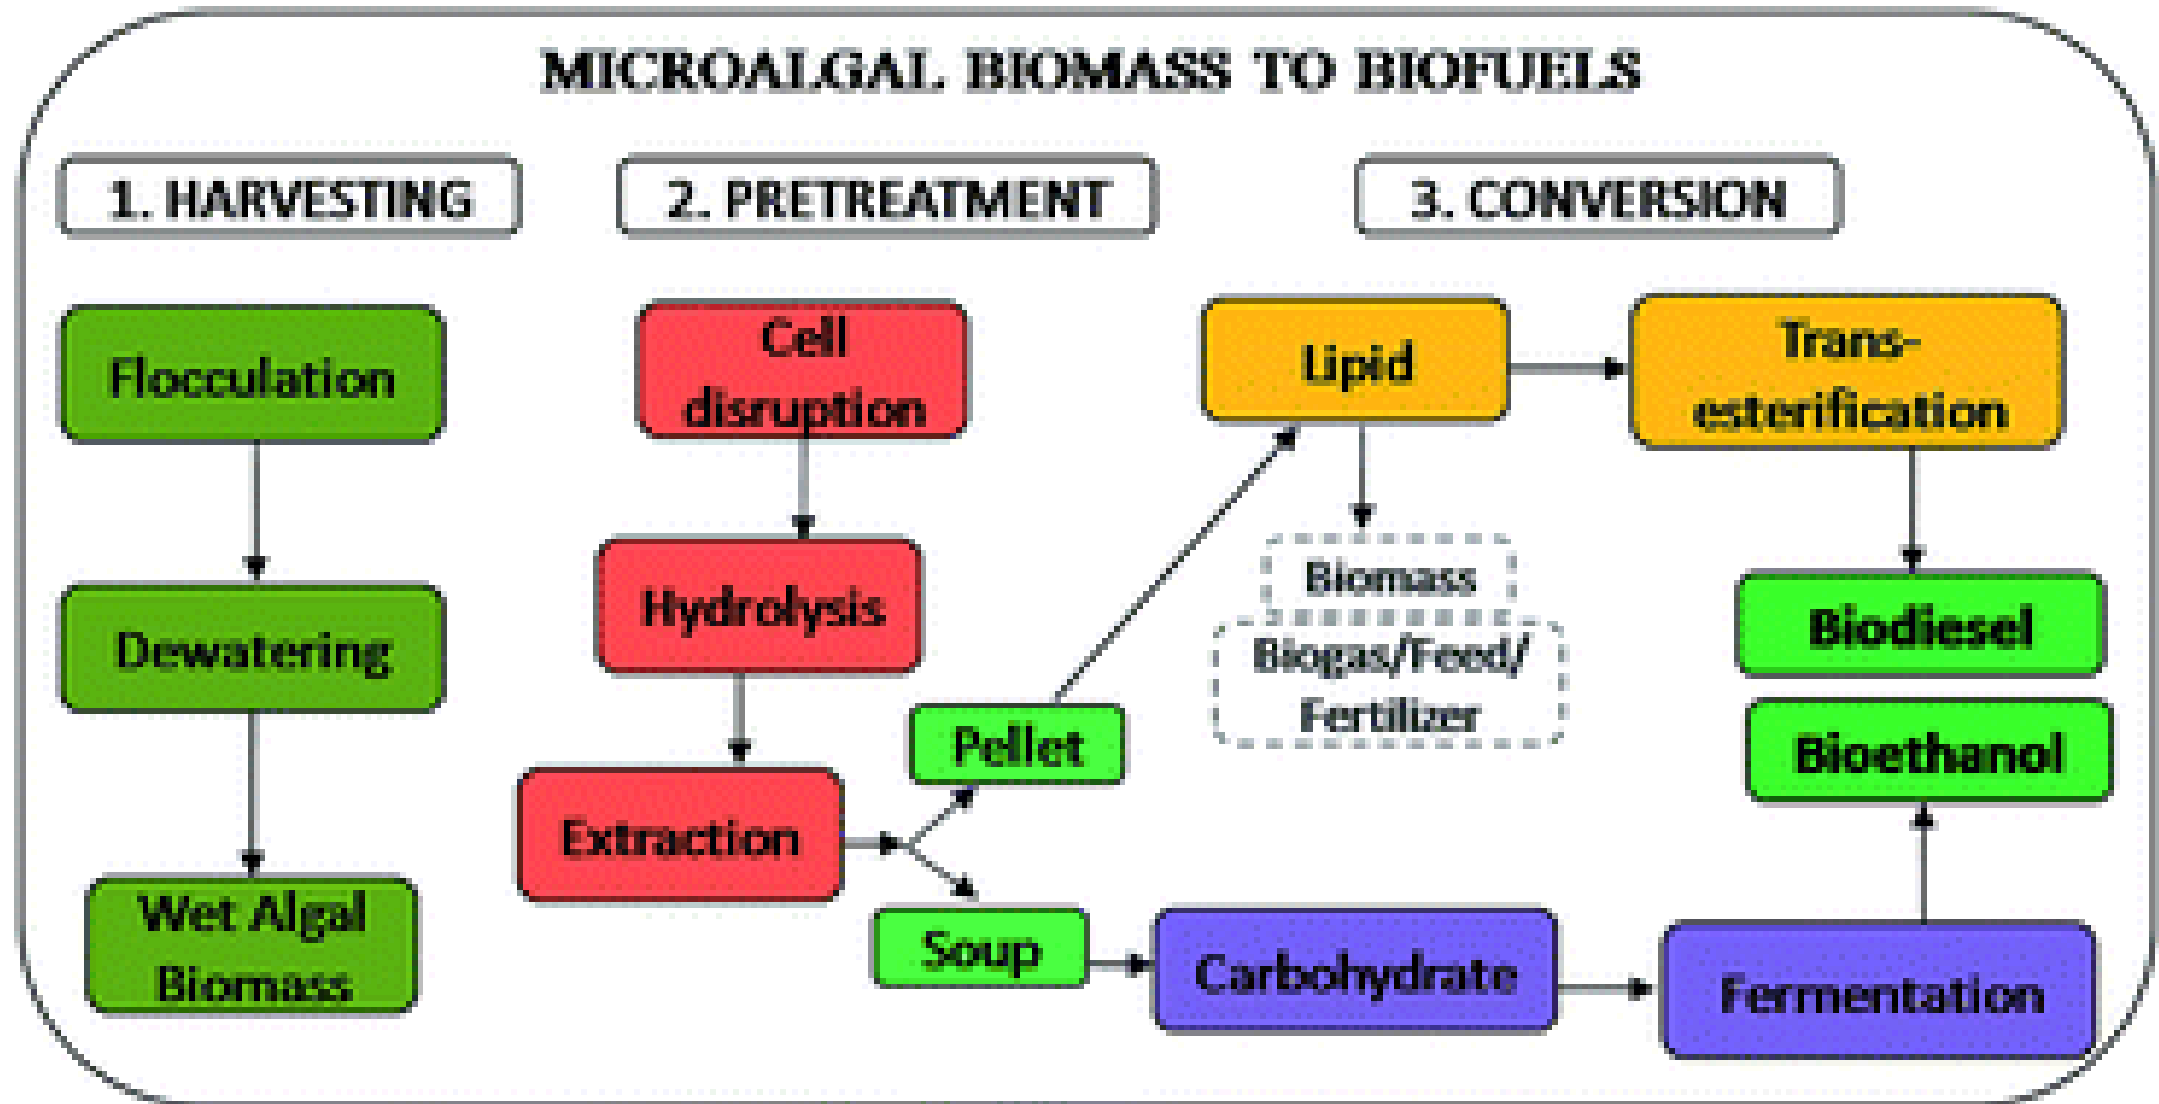 MICROALGAL BIOMASS TO BIOFUELS
1. HARVESTING
2. PRETREATMENT
3. CONVERSION
Flocculation
Dewatering
Wet Algal
Biomass
Cell
disruption
Hydrolysis
Extraction
Pellet
Soup
Lipid
Trans-
esterification
Biomass
Biogas/Feed/
Fertilizer
Biodiesel
Bioethanol
Carbohydrate
Fermentation